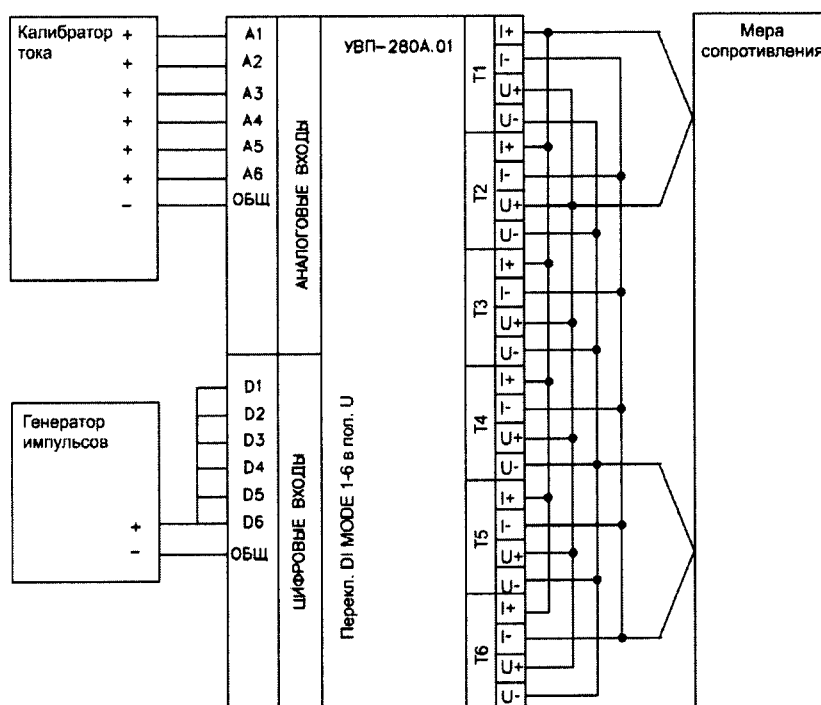 Калибратор
тока
+
+
+
+
+
+
−
A1
A2
A3
A4
A5
A6
ОБЩ
АНАЛОГОВЫЕ ВХОДЫ
УВП-280А.01
Генератор
импульсов
+
−
D1
D2
D3
D4
D5
D6
ОБЩ
ЦИФРОВЫЕ ВХОДЫ
Перекл. DI MODE 1-6 в пол. U
T1
I+
I-
U+
U-
T2
I+
I-
U+
U-
T3
I+
I-
U+
U-
T4
I+
I-
U+
U-
T5
I+
I-
U+
U-
T6
I+
I-
U+
U-
Мера
сопротивления